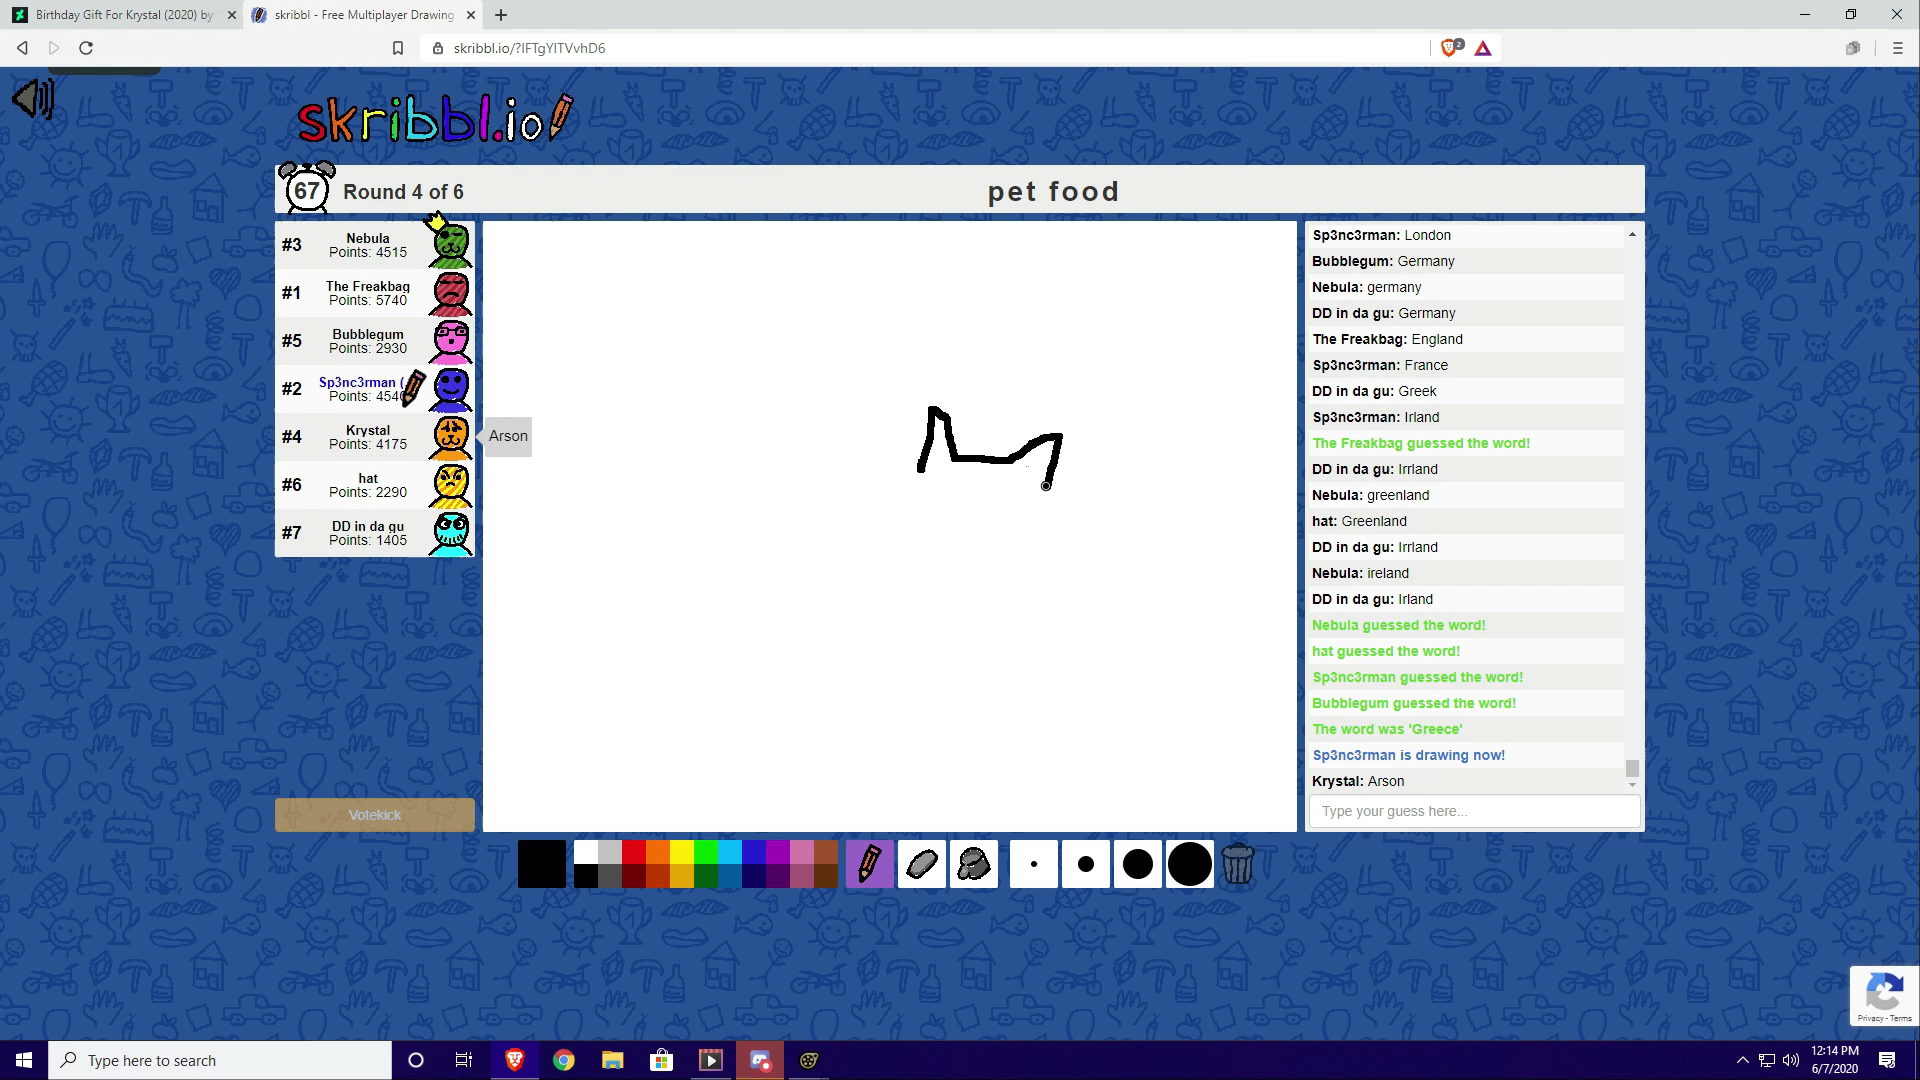 Birthday Gift For Krystal (2020) by
skribbl - Free Multiplayer Drawing
skribbl.io/?IFTgYITVvhD6
2
skribbl.io
67
Round 4 of 6
pet food
#3 Nebula
Points: 4515
#1 The Freakbag
Points: 5740
#5 Bubblegum
Points: 2930
#2 Sp3nc3rman (
Points: 454
#4 Krystal
Points: 4175
Arson
#6 hat
Points: 2290
#7 DD in da gu
Points: 1405
Votekick
Sp3nc3rman: London
Bubblegum: Germany
Nebula: germany
DD in da gu: Germany
The Freakbag: England
Sp3nc3rman: France
DD in da gu: Greek
Sp3nc3rman: Irland
The Freakbag guessed the word!
DD in da gu: Irrland
Nebula: greenland
hat: Greenland
DD in da gu: Irrland
Nebula: ireland
DD in da gu: Irland
Nebula guessed the word!
hat guessed the word!
Sp3nc3rman guessed the word!
Bubblegum guessed the word!
The word was 'Greece'
Sp3nc3rman is drawing now!
Krystal: Arson
Type your guess here...
Privacy - Terms
Type here to search
12:14 PM
6/7/2020